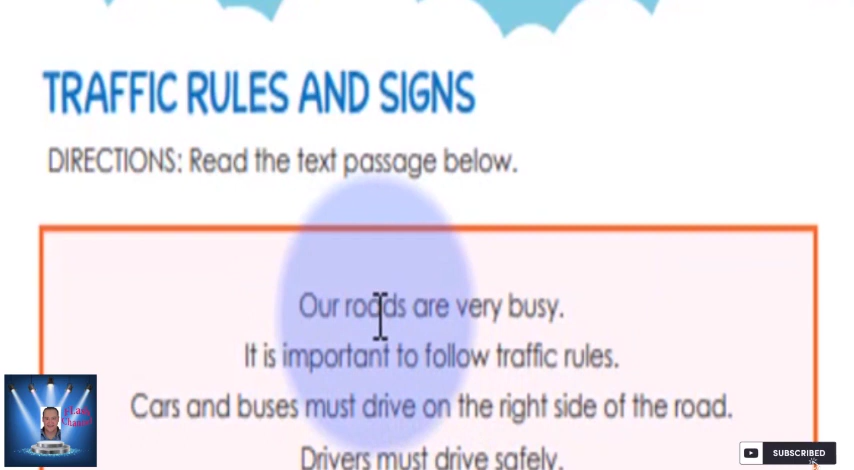 TRAFFIC RULES AND SIGNS
DIRECTIONS: Read the text passage below.
Our roads are very busy.
It is important to follow traffic rules.
Cars and buses must drive on the right side of the road.
Drivers must drive safely.
SUBSCRIBED